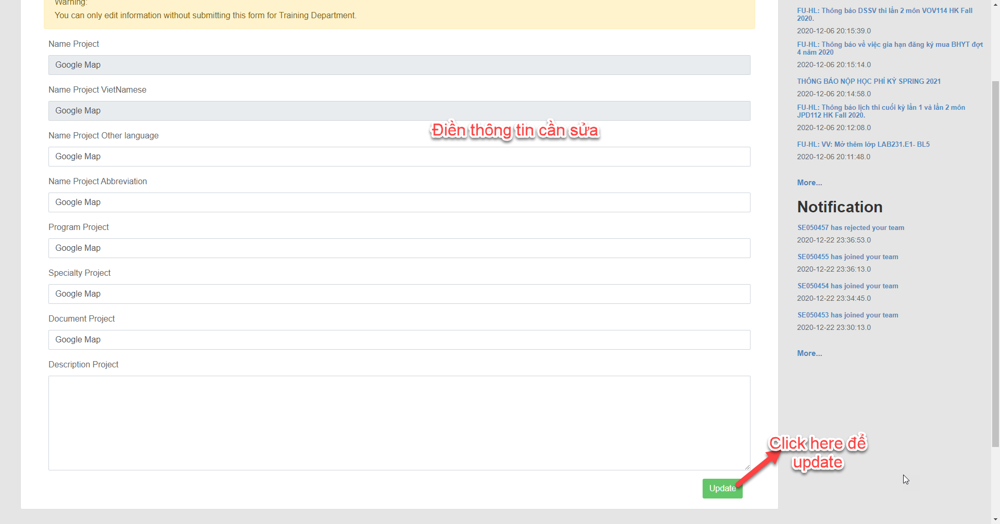 Warning:
You can only edit information without submitting this form for Training Department.
Name Project
Google Map
Name Project VietNamese
Google Map
Điền thông tin cần sửa
Name Project Other language
Google Map
Name Project Abbreviation
Google Map
Program Project
Google Map
Specialty Project
Google Map
Document Project
Google Map
Description Project
Click here để
update
Update
FU-HL: Thông báo DSSV thi lần 2 môn VOV114 HK Fall
2020.
2020-12-06 20:15:39.0
FU-HL: Thông báo về việc gia hạn đăng ký mua BHYT đợt
4 năm 2020
2020-12-06 20:15:14.0
THÔNG BÁO NỘP HỌC PHÍ KỲ SPRING 2021
2020-12-06 20:14:58.0
FU-HL: Thông báo lịch thi cuối kỳ lần 1 và lần 2 môn
JPD112 HK Fall 2020.
2020-12-06 20:12:08.0
FU-HL: VV: Mở thêm lớp LAB231.E1- BL5
2020-12-06 20:11:48.0
More...
Notification
SE050457 has rejected your team
2020-12-22 23:36:53.0
SE050455 has joined your team
2020-12-22 23:36:13.0
SE050454 has joined your team
2020-12-22 23:34:45.0
SE050453 has joined your team
2020-12-22 23:30:13.0
More...